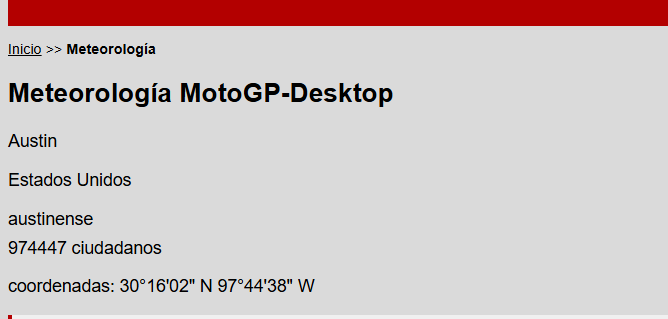 Inicio >> Meteorología
Meteorología MotoGP-Desktop
Austin
Estados Unidos
austinense
974447 ciudadanos
coordenadas: 30°16'02" N 97°44'38" W